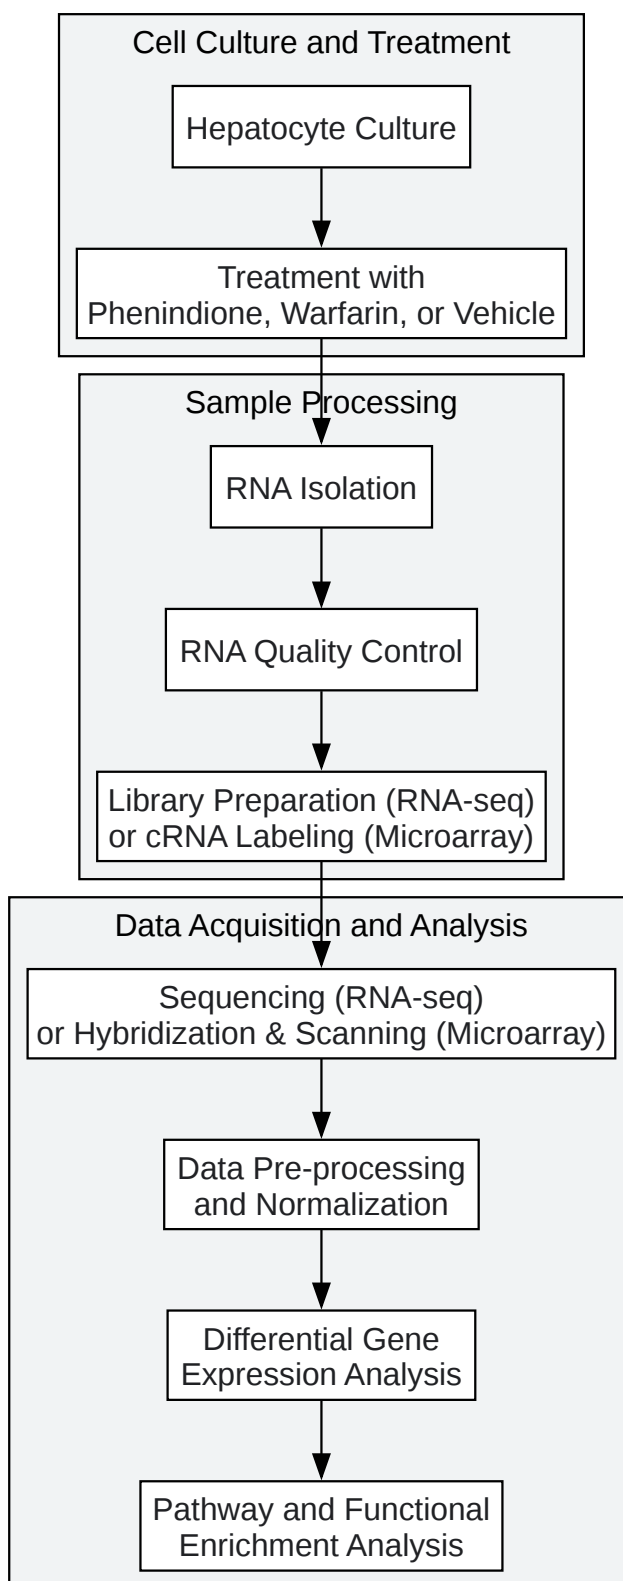 Cell Culture and Treatment
Hepatocyte Culture
Treatment with
Phenindione, Warfarin, or Vehicle
Sample Processing
RNA Isolation
RNA Quality Control
Library Preparation (RNA-seq)
or cRNA Labeling (Microarray)
Data Acquisition and Analysis
Sequencing (RNA-seq)
or Hybridization & Scanning (Microarray)
Data Pre-processing
and Normalization
Differential Gene
Expression Analysis
Pathway and Functional
Enrichment Analysis